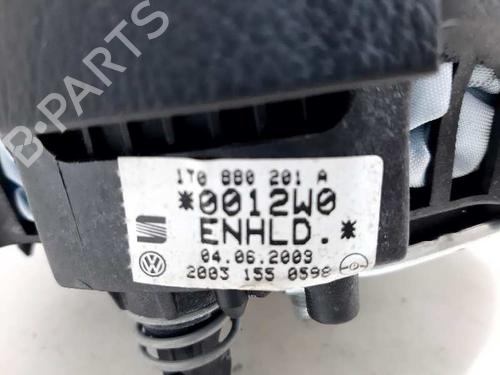 B-PARTS
1T0 880 201 A
*0012W0
ENHLD.*
04.06.2003
2003 155 0598